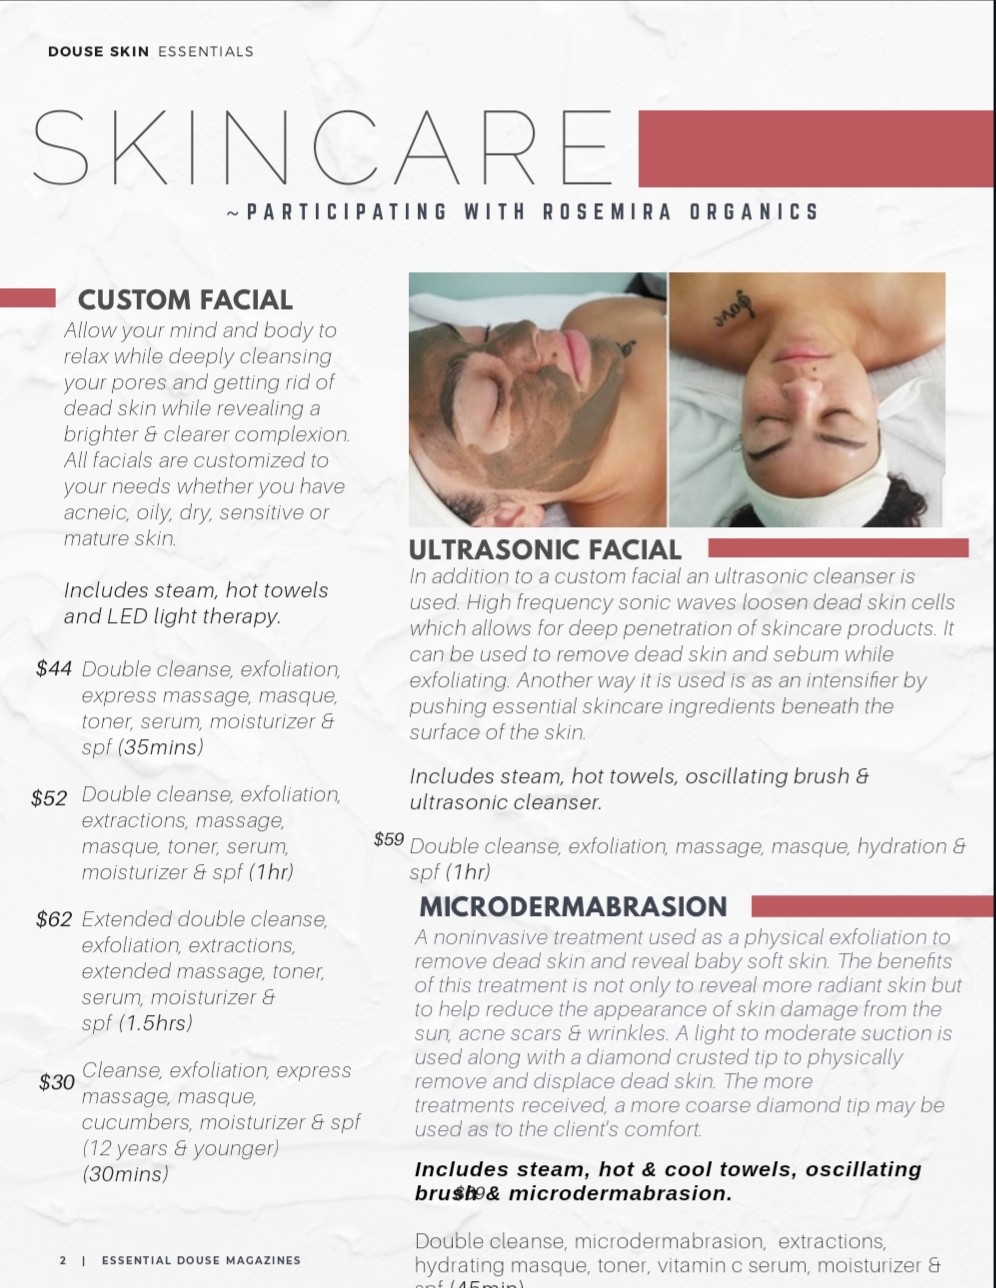 DOUSE SKIN ESSENTIALS
SKINCARE
~PARTICIPATING WITH ROSEMIRA ORGANICS
CUSTOM FACIAL
Allow your mind and body to
relax while deeply cleansing
your pores and getting rid of
dead skin while revealing a
brighter & clearer complexion.
All facials are customized to
your needs whether you have
acneic, oily, dry, sensitive or
mature skin.
Includes steam, hot towels
and LED light therapy.
$44 Double cleanse, exfoliation,
express massage, masque,
toner, serum, moisturizer &
spf (35mins)
$52 Double cleanse, exfoliation,
extractions, massage,
masque, toner, serum,
moisturizer & spf (1hr)
$62 Extended double cleanse,
exfoliation, extractions,
extended massage, toner,
serum, moisturizer &
spf (1.5hrs)
$30 Cleanse, exfoliation, express
massage, masque,
cucumbers, moisturizer & spf
(12 years & younger)
(30mins)
ULTRASONIC FACIAL
In addition to a custom facial an ultrasonic cleanser is
used. High frequency sonic waves loosen dead skin cells
which allows for deep penetration of skincare products. It
can be used to remove dead skin and sebum while
exfoliating. Another way it is used is as an intensifier by
pushing essential skincare ingredients beneath the
surface of the skin.
Includes steam, hot towels, oscillating brush &
ultrasonic cleanser.
$59 Double cleanse, exfoliation, massage, masque, hydration &
spf (1hr)
MICRODERMABRASION
A noninvasive treatment used as a physical exfoliation to
remove dead skin and reveal baby soft skin. The benefits
of this treatment is not only to reveal more radiant skin but
to help reduce the appearance of skin damage from the
sun, acne scars & wrinkles. A light to moderate suction is
used along with a diamond crusted tip to physically
remove and displace dead skin. The more
treatments received, a more coarse diamond tip may be
used as to the client's comfort.
Includes steam, hot & cool towels, oscillating
brush & microdermabrasion.
Double cleanse, microdermabrasion, extractions,
hydrating masque, toner, vitamin c serum, moisturizer &
spf (45min)
2 | ESSENTIAL DOUSE MAGAZINES